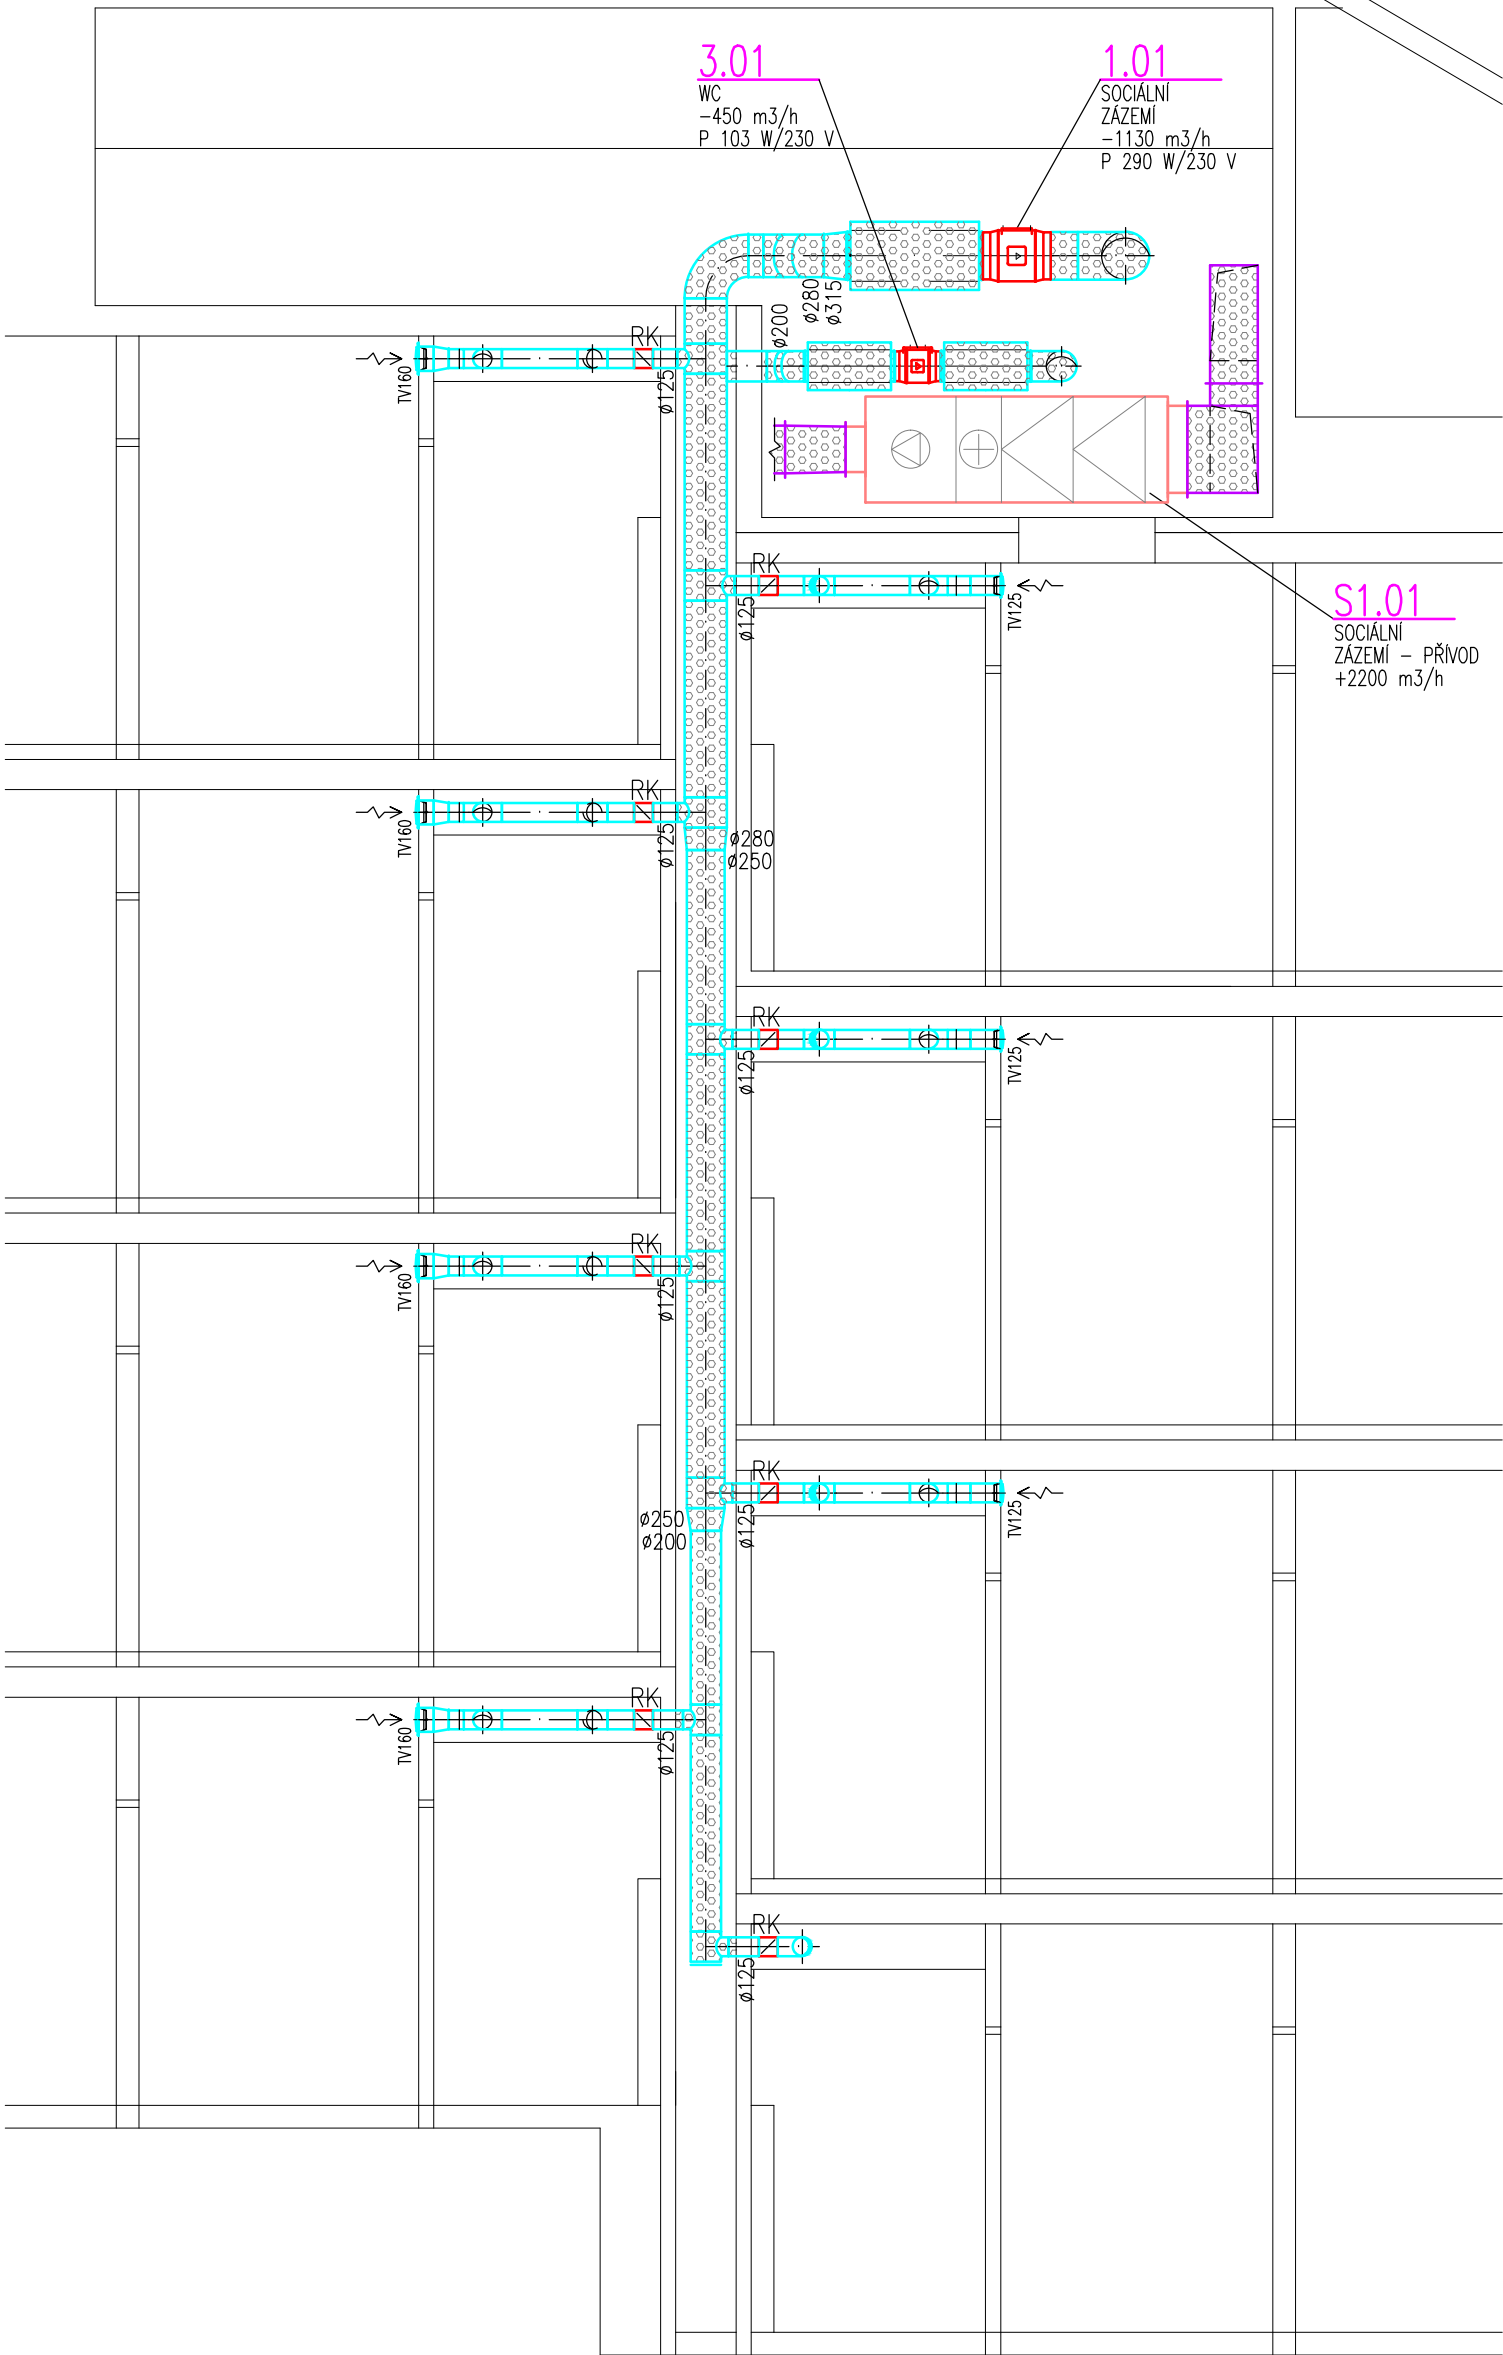 3.01
WC
-450 m3/h
P 103 W/230 V
1.01
SOCIÁLNÍ
ZÁZEMÍ
-1130 m3/h
P 290 W/230 V
ø200
ø280
ø315
RK
TV160
ø125
RK
ø125
TV125
S1.01
SOCIÁLNÍ
ZÁZEMÍ - PŘÍVOD
+2200 m3/h
RK
TV160
ø125
ø280
ø250
RK
ø125
TV125
RK
TV160
ø125
RK
ø250
ø200
ø125
TV125
RK
TV160
ø125
RK
ø125